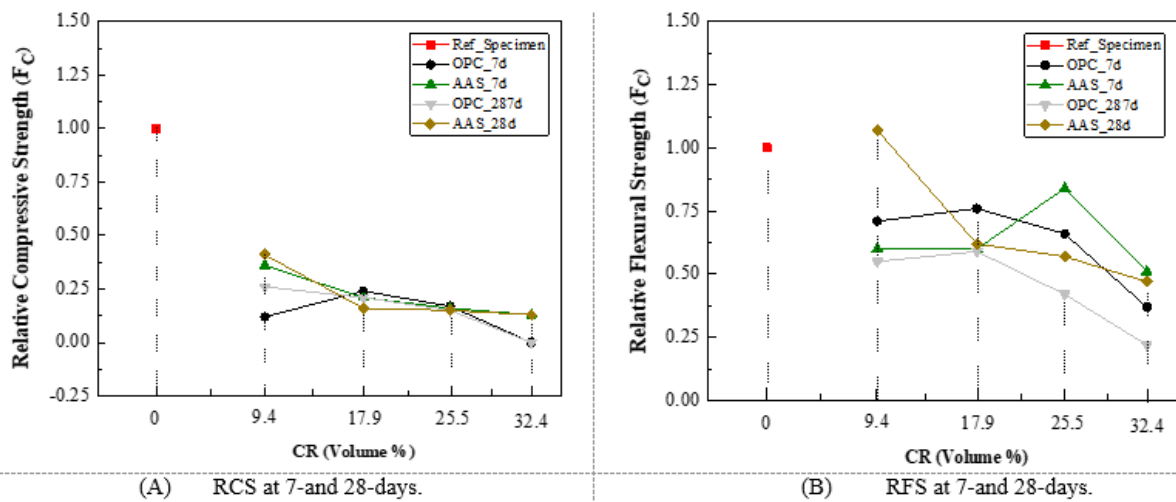 1.50
1.25
1.00
0.75
0.50
0.25
0.00
-0.25
Relative Compressive Strength (FC)
Ref_Specimen
OPC_7d
AAS_7d
OPC_287d
AAS_28d
0 9.4 17.9 25.5 32.4
CR (Volume %)
(A) RCS at 7-and 28-days.
1.50
1.25
1.00
0.75
0.50
0.25
0.00
Relative Flexural Strength (FC)
Ref_Specimen
OPC_7d
AAS_7d
OPC_287d
AAS_28d
0 9.4 17.9 25.5 32.4
CR (Volume %)
(B) RFS at 7-and 28-days.